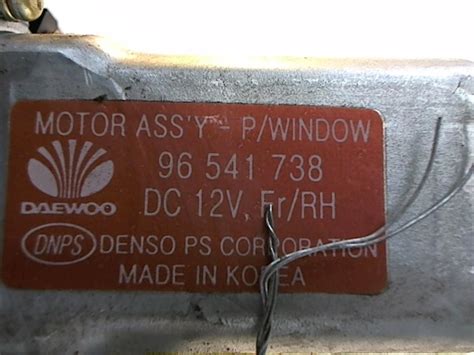 MOTOR ASS'Y - P/WINDOW
96 541 738
DAEWOO
DC 12V, Fr/RH
DNPS DENSO PS CORPORATION
MADE IN KOREA